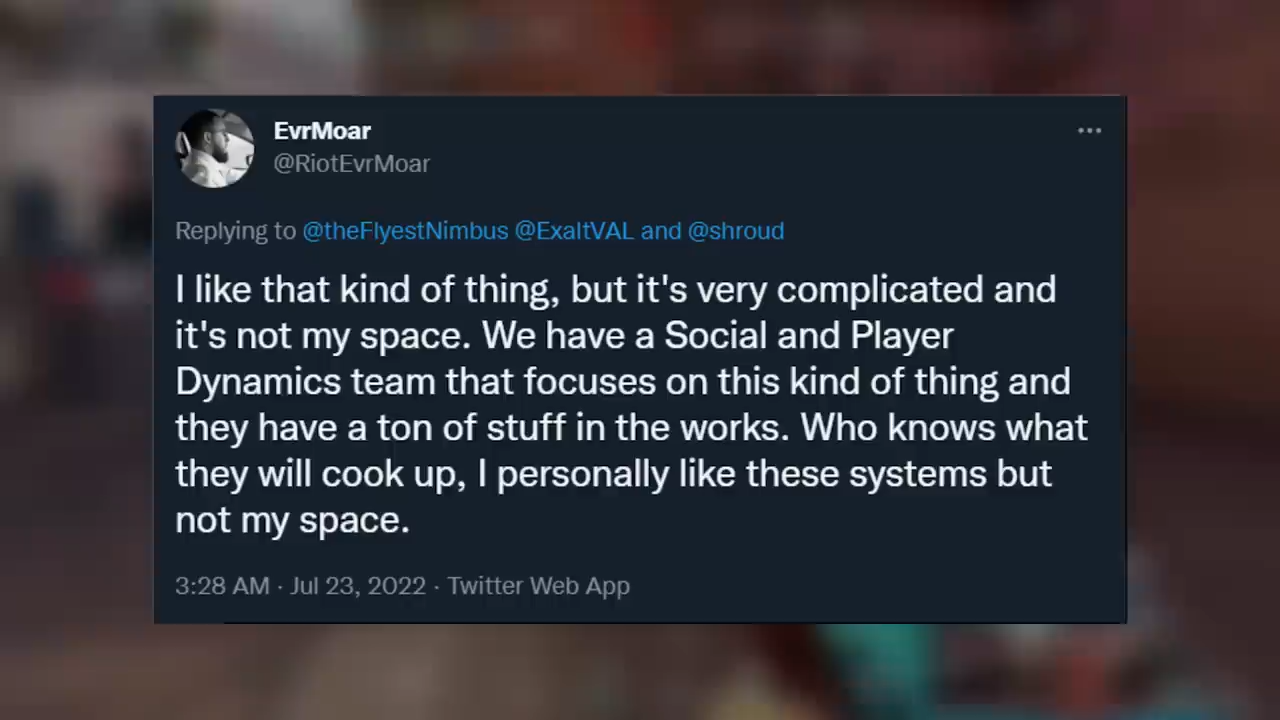 EvrMoar
@RiotEvrMoar
Replying to @theFlyestNimbus @ExaltVAL and @shroud
I like that kind of thing, but it's very complicated and
it's not my space. We have a Social and Player
Dynamics team that focuses on this kind of thing and
they have a ton of stuff in the works. Who knows what
they will cook up, I personally like these systems but
not my space.
3:28 AM · Jul 23, 2022 · Twitter Web App